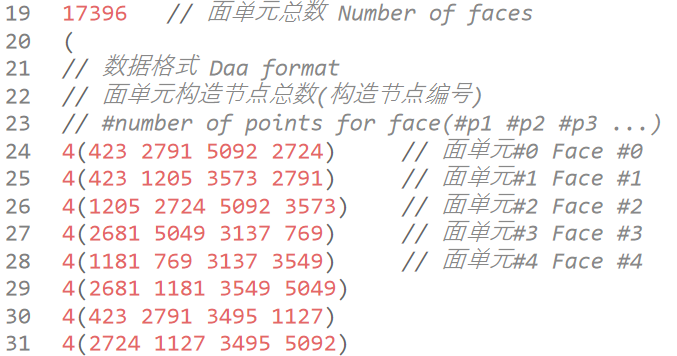 19 17396 // 面单元总数 Number of faces
20 (
21 // 数据格式 Daa format
22 // 面单元构造节点总数(构造节点编号)
23 // #number of points for face(#p1 #p2 #p3 ...)
24 4(423 2791 5092 2724) // 面单元#0 Face #0
25 4(423 1205 3573 2791) // 面单元#1 Face #1
26 4(1205 2724 5092 3573) // 面单元#2 Face #2
27 4(2681 5049 3137 769) // 面单元#3 Face #3
28 4(1181 769 3137 3549) // 面单元#4 Face #4
29 4(2681 1181 3549 5049)
30 4(423 2791 3495 1127)
31 4(2724 1127 3495 5092)